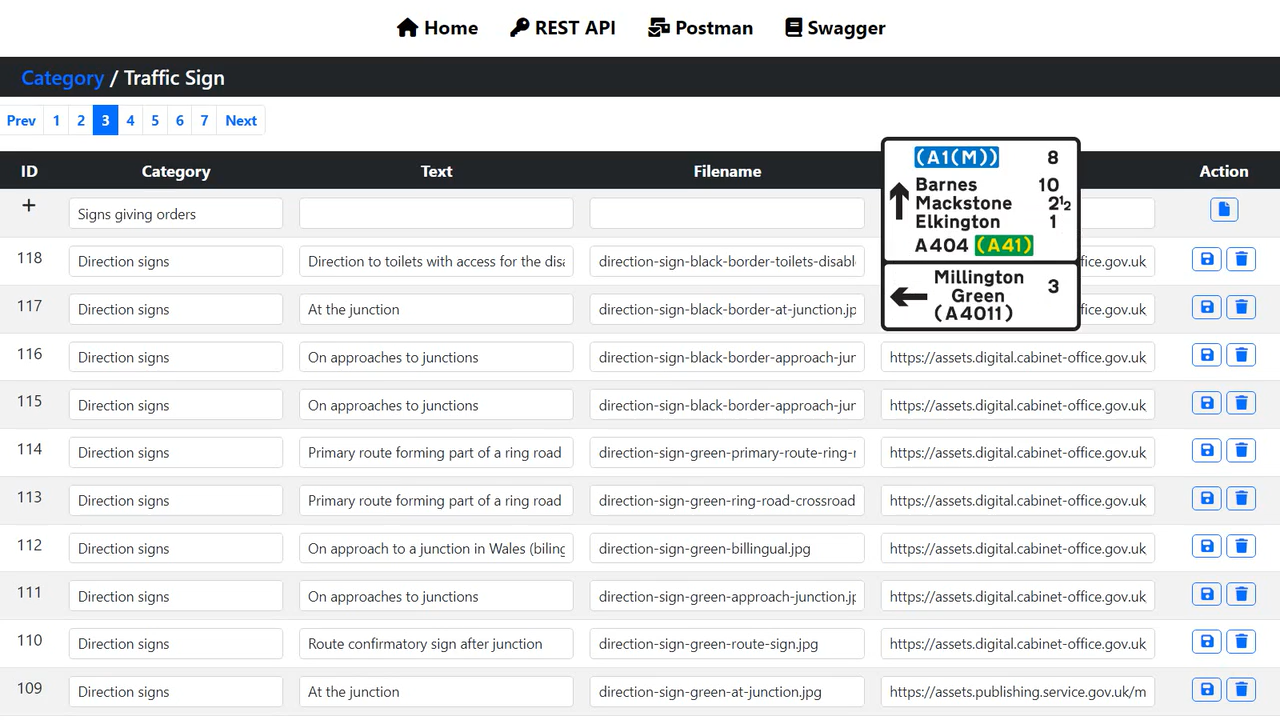 Home REST API Postman Swagger
Category / Traffic Sign
Prev 1 2 3 4 5 6 7 Next
ID Category Text Filename Action
(A1(M)) 8
Barnes 10
Mackstone 2½
Elkington 1
A404 (A41)
Millington 3
Green
(A4011)
+ Signs giving orders
118 Direction signs Direction to toilets with access for the disa direction-sign-black-border-toilets-disabl fice.gov.uk
117 Direction signs At the junction direction-sign-black-border-at-junction.jp fice.gov.uk
116 Direction signs On approaches to junctions direction-sign-black-border-approach-jun https://assets.digital.cabinet-office.gov.uk
115 Direction signs On approaches to junctions direction-sign-black-border-approach-jun https://assets.digital.cabinet-office.gov.uk
114 Direction signs Primary route forming part of a ring road direction-sign-green-primary-route-ring-r https://assets.digital.cabinet-office.gov.uk
113 Direction signs Primary route forming part of a ring road direction-sign-green-ring-road-crossroad https://assets.digital.cabinet-office.gov.uk
112 Direction signs On approach to a junction in Wales (biling direction-sign-green-billingual.jpg https://assets.digital.cabinet-office.gov.uk
111 Direction signs On approaches to junctions direction-sign-green-approach-junction.jp https://assets.digital.cabinet-office.gov.uk
110 Direction signs Route confirmatory sign after junction direction-sign-green-route-sign.jpg https://assets.digital.cabinet-office.gov.uk
109 Direction signs At the junction direction-sign-green-at-junction.jpg https://assets.publishing.service.gov.uk/m